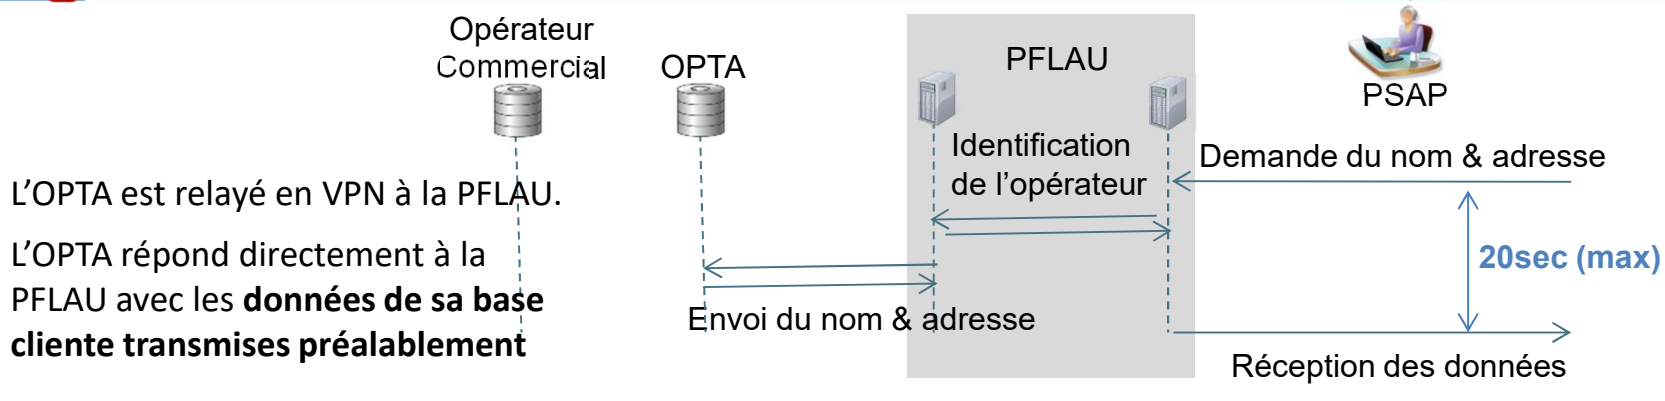 Opérateur
Commercial
OPTA
PFLAU
PSAP
Identification
de l’opérateur
Demande du nom & adresse
L’OPTA est relayé en VPN à la PFLAU.
L’OPTA répond directement à la
PFLAU avec les données de sa base
cliente transmises préalablement
20sec (max)
Envoi du nom & adresse
Réception des données